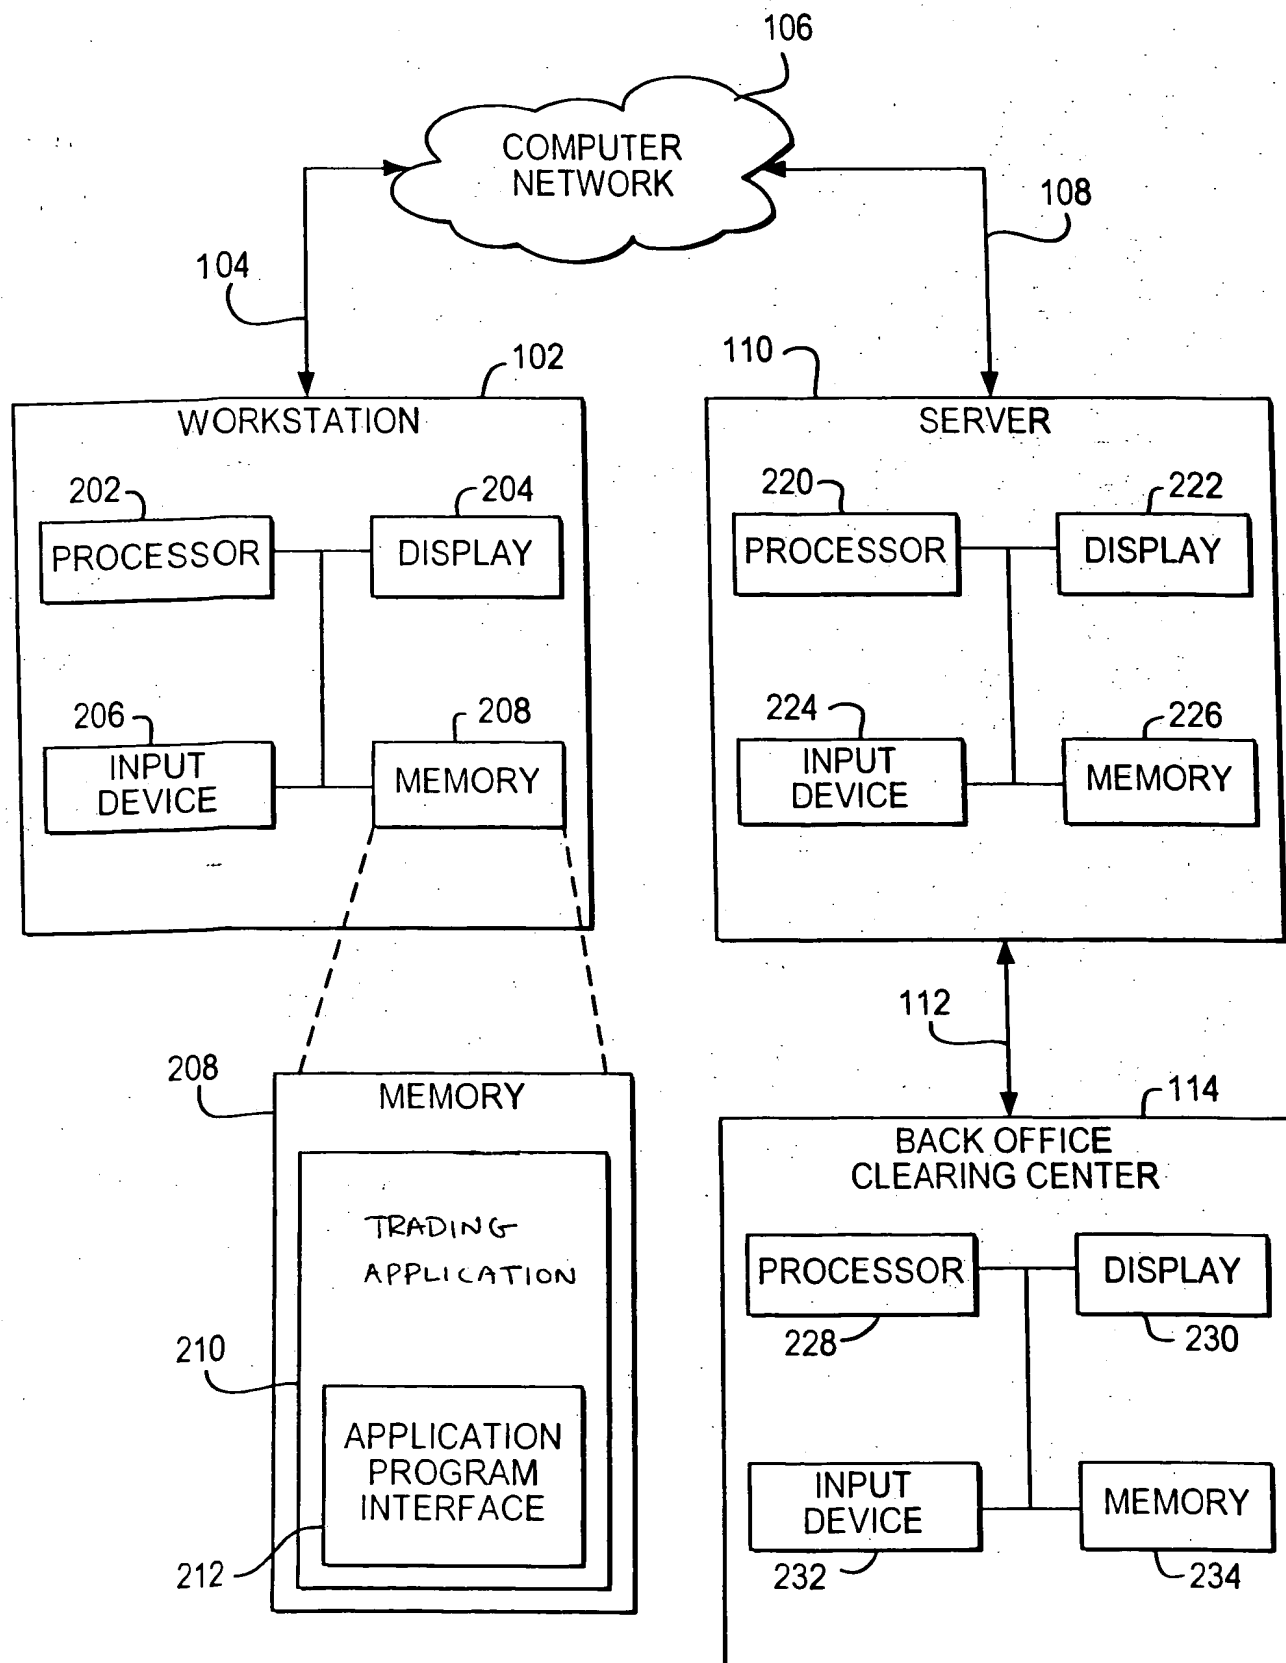 106
COMPUTER
NETWORK
108
104
102
110
WORKSTATION
SERVER
202
204
220
222
PROCESSOR
DISPLAY
PROCESSOR
DISPLAY
206
208
224
226
INPUT
DEVICE
MEMORY
INPUT
DEVICE
MEMORY
112
208
MEMORY
114
BACK OFFICE
CLEARING CENTER
TRADING
APPLICATION
PROCESSOR
DISPLAY
228
230
210
APPLICATION
PROGRAM
INTERFACE
INPUT
DEVICE
MEMORY
212
232
234